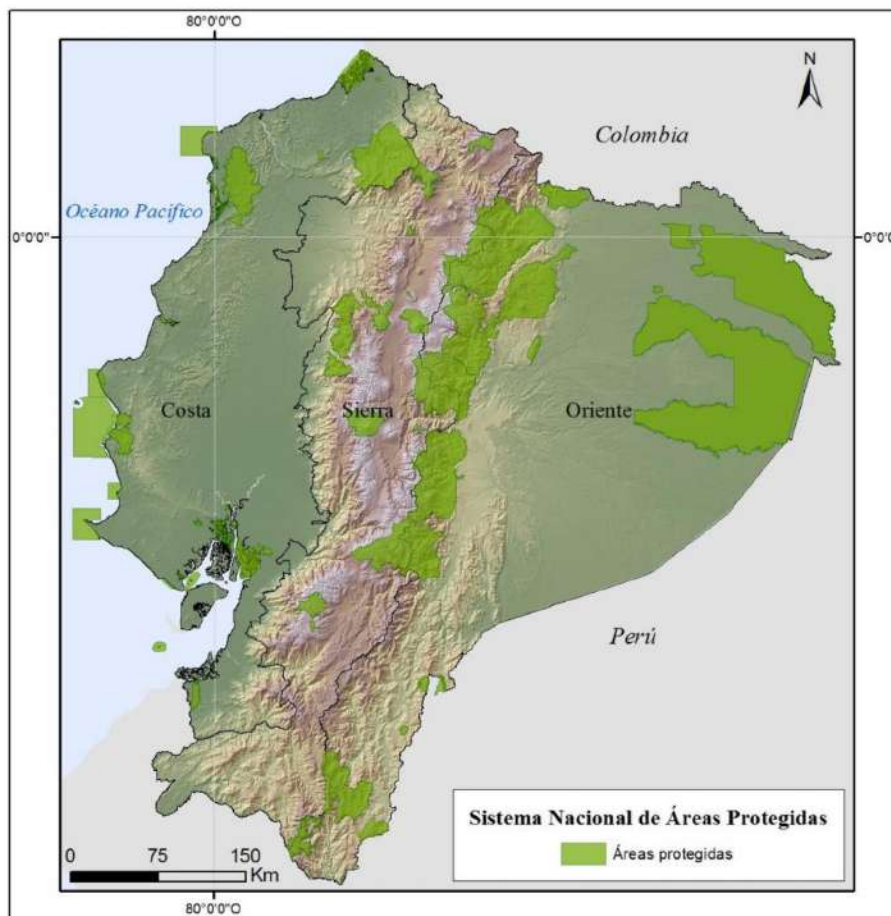 80°0'0"O
N
Colombia
Océano Pacífico
0°0'0"
0°0'0"
Costa
Sierra
Oriente
Perú
Sistema Nacional de Áreas Protegidas
Áreas protegidas
0 75 150
Km
80°0'0"O